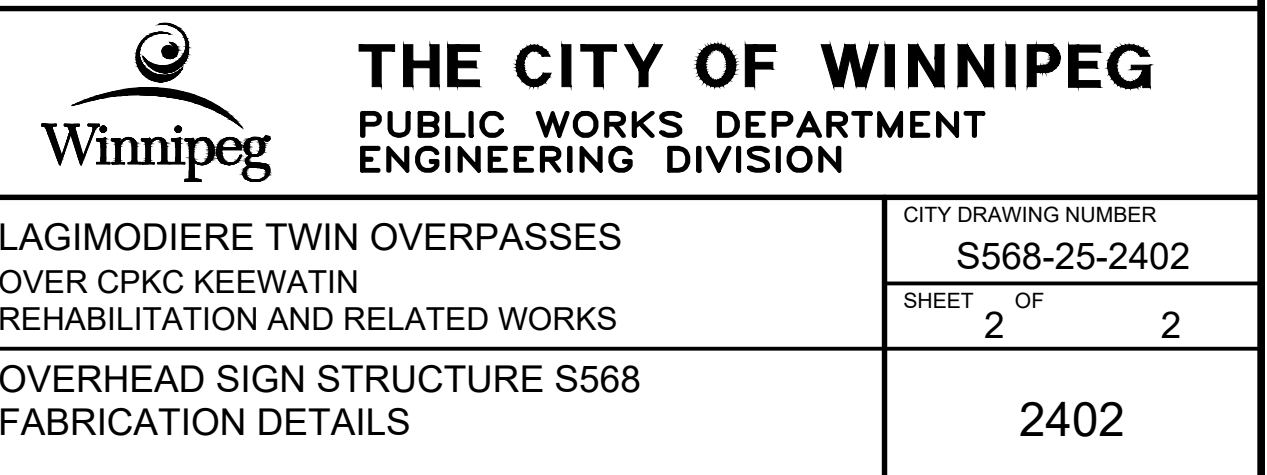 Winnipeg
THE CITY OF WINNIPEG
PUBLIC WORKS DEPARTMENT
ENGINEERING DIVISION
LAGIMODIERE TWIN OVERPASSES
OVER CPKC KEEWATIN
REHABILITATION AND RELATED WORKS
CITY DRAWING NUMBER
S568-25-2402
SHEET 2 OF 2
OVERHEAD SIGN STRUCTURE S568
FABRICATION DETAILS
2402